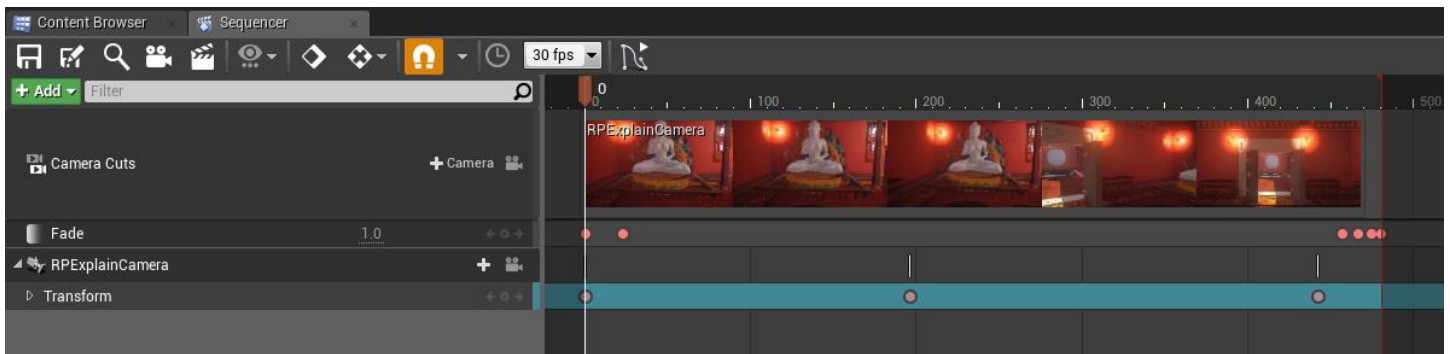 Content Browser
Sequencer
30 fps
Add
Filter
0
0
100
200
300
400
500
Camera Cuts
Camera
RPExplainCamera
Fade
1.0
RPExplainCamera
Transform